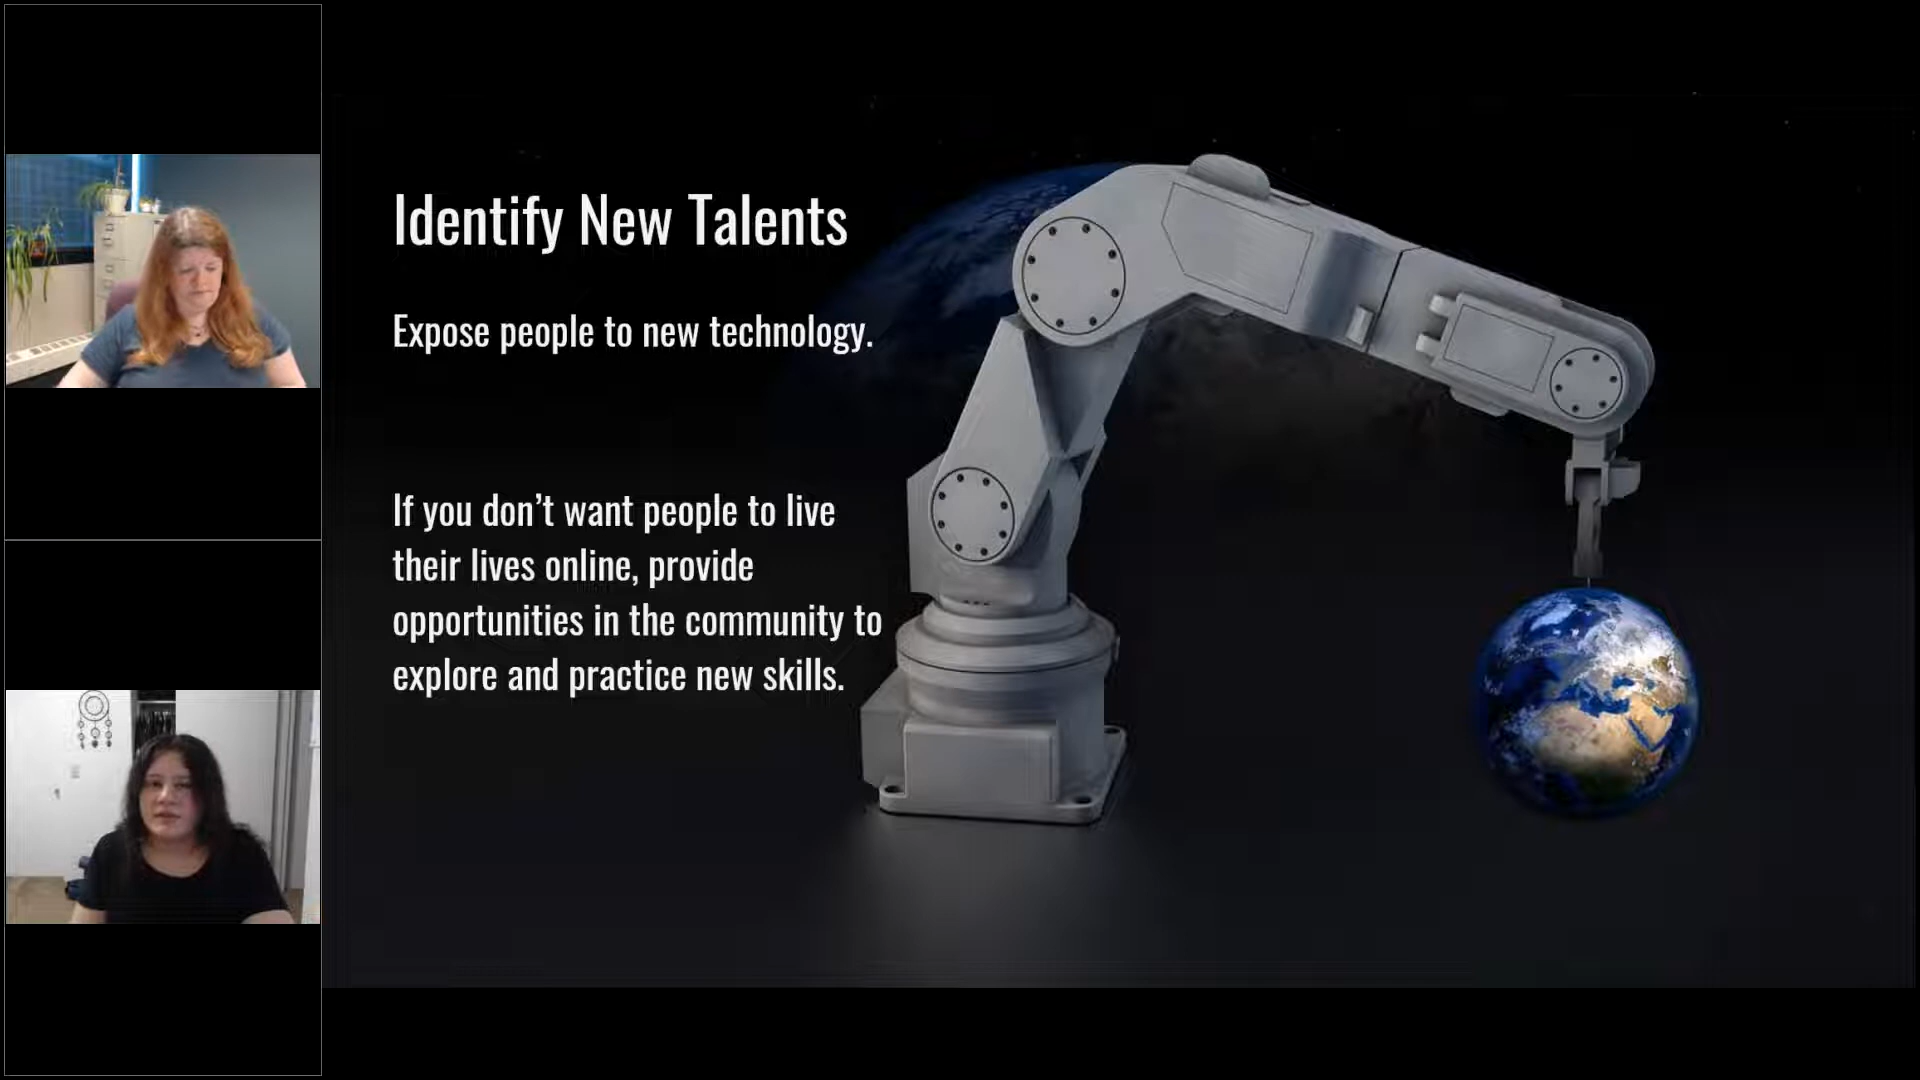 Identify New Talents
Expose people to new technology.
If you don’t want people to live
their lives online, provide
opportunities in the community to
explore and practice new skills.